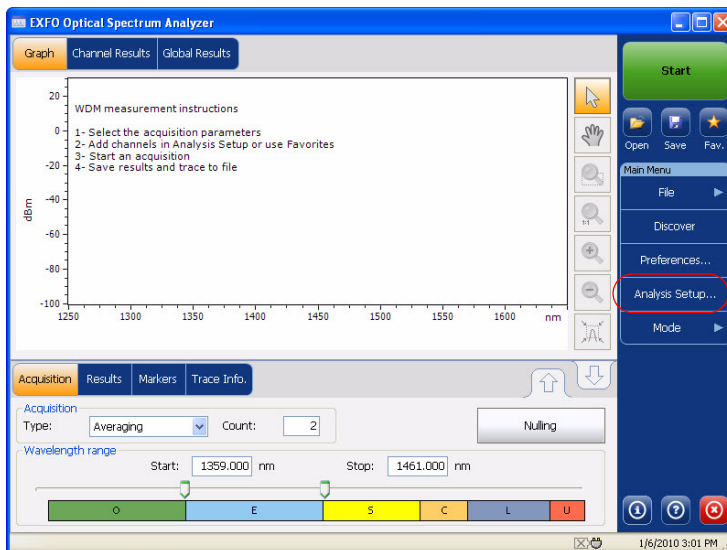 EXFO Optical Spectrum Analyzer
Graph Channel Results Global Results
Start
20
0
-20
-40
-60
-80
-100
dBm
WDM measurement instructions
1- Select the acquisition parameters
2- Add channels in Analysis Setup or use Favorites
3- Start an acquisition
4- Save results and trace to file
1250 1300 1350 1400 1450 1500 1550 1600 nm
1:1
Open Save Fav.
Main Menu
File
Discover
Preferences...
Analysis Setup...
Mode
Acquisition Results Markers Trace Info.
Acquisition
Type: Averaging Count: 2
Nulling
Wavelength range
Start: 1359.000 nm Stop: 1461.000 nm
O E S C L U
1/6/2010 3:01 PM